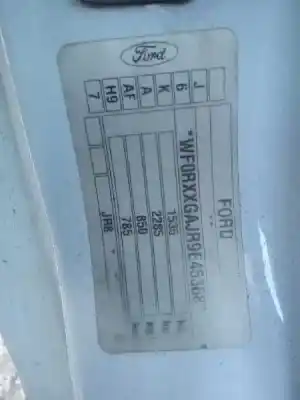 Ford
7 H9 AF A K 6 J
FORD
*WF0RXXGAJR9E45368
1530
2285
850
785
JR8